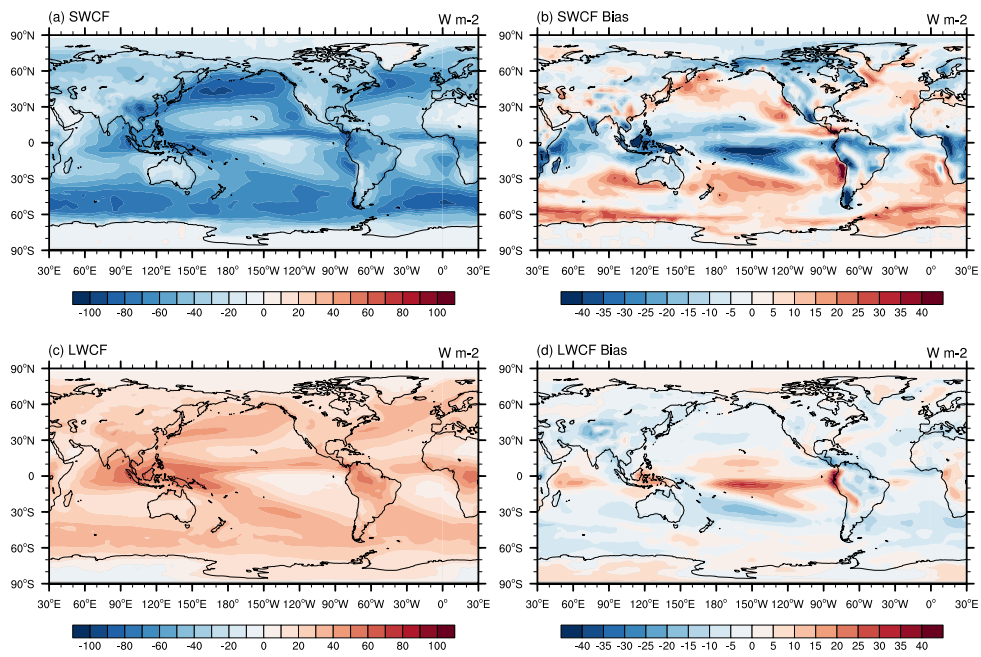 (a) SWCF W m-2
90°N
60°N
30°N
0
30°S
60°S
90°S
30°E 60°E 90°E 120°E 150°E 180° 150°W 120°W 90°W 60°W 30°W 0° 30°E
-100 -80 -60 -40 -20 0 20 40 60 80 100
(b) SWCF Bias W m-2
90°N
60°N
30°N
0
30°S
60°S
90°S
30°E 60°E 90°E 120°E 150°E 180° 150°W 120°W 90°W 60°W 30°W 0° 30°E
-40 -35 -30 -25 -20 -15 -10 -5 0 5 10 15 20 25 30 35 40
(c) LWCF W m-2
90°N
60°N
30°N
0
30°S
60°S
90°S
30°E 60°E 90°E 120°E 150°E 180° 150°W 120°W 90°W 60°W 30°W 0° 30°E
-100 -80 -60 -40 -20 0 20 40 60 80 100
(d) LWCF Bias W m-2
90°N
60°N
30°N
0
30°S
60°S
90°S
30°E 60°E 90°E 120°E 150°E 180° 150°W 120°W 90°W 60°W 30°W 0° 30°E
-40 -35 -30 -25 -20 -15 -10 -5 0 5 10 15 20 25 30 35 40